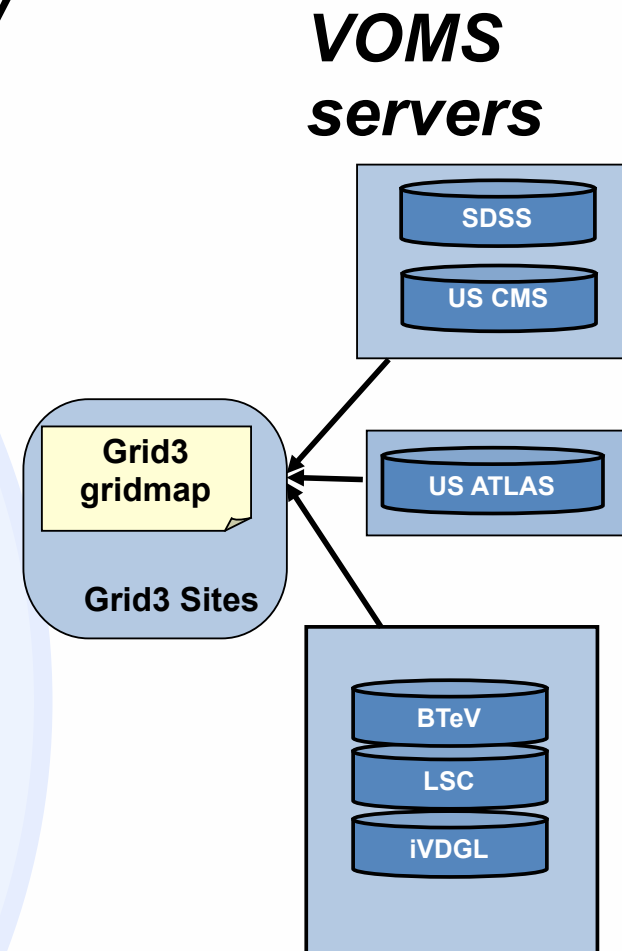 VOMS
servers
SDSS
US CMS
Grid3
gridmap
US ATLAS
Grid3 Sites
BTeV
LSC
iVDGL